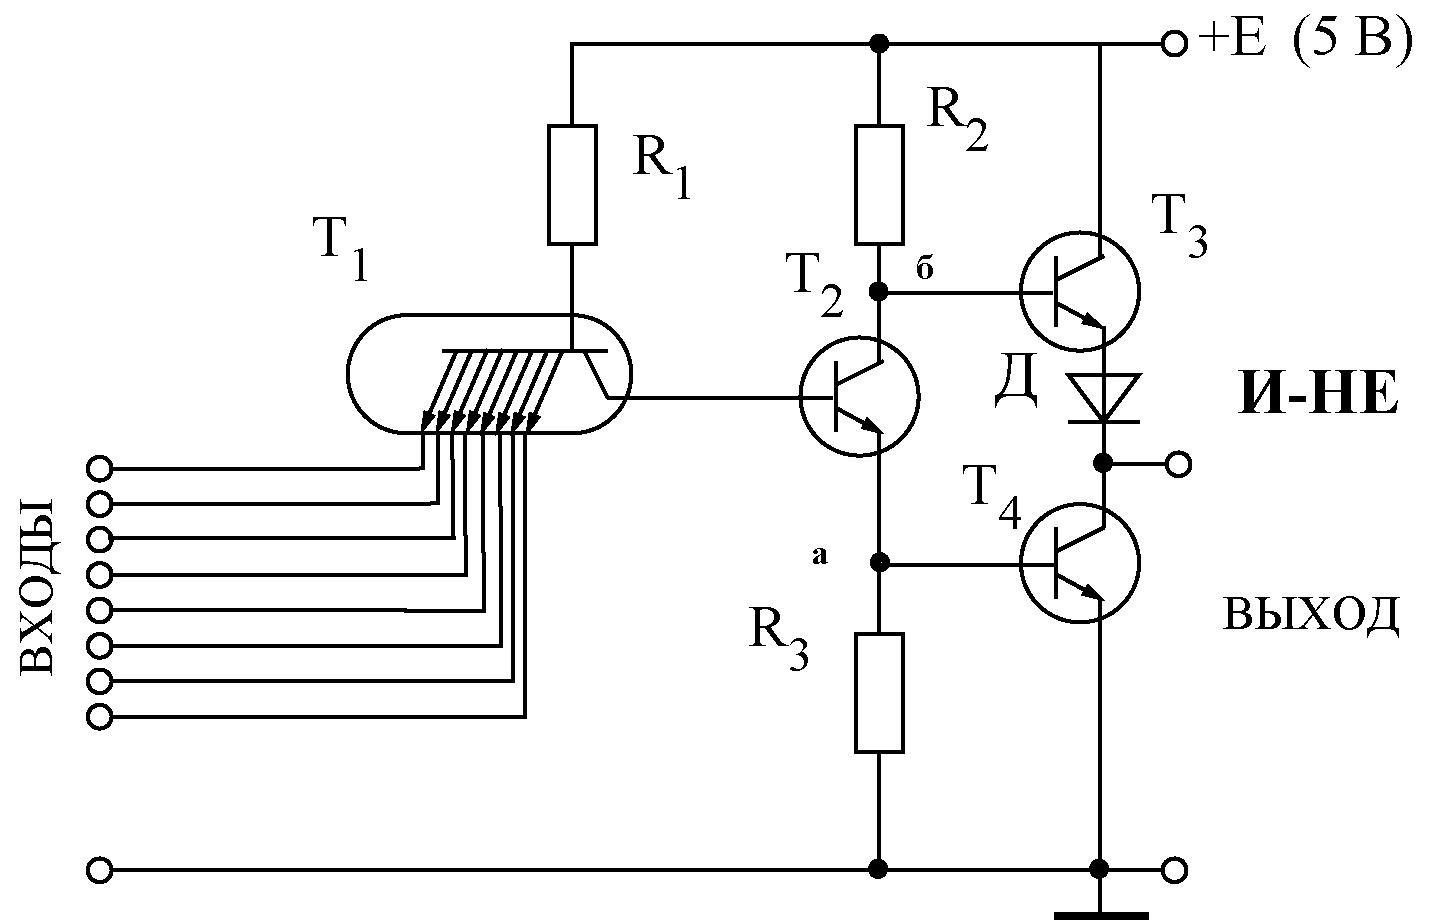 +E (5 В)
R2
R1
T3
T1
б
T2
Д
И-НЕ
T4
ВХОДЫ
а
ВЫХОД
R3